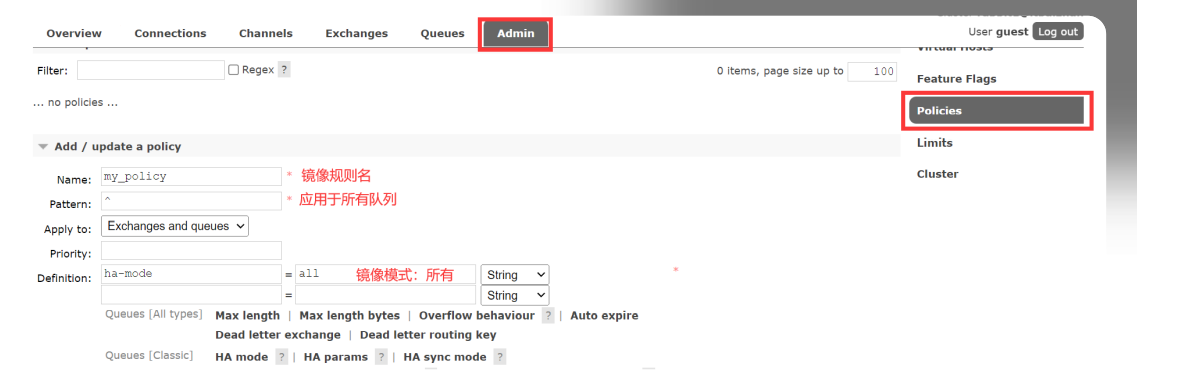 Overview Connections Channels Exchanges Queues Admin
User guest Log out
Filter: Regex ? 0 items, page size up to 100
Feature Flags
... no policies ...
Policies
Add / update a policy
Limits
Name: my_policy * 镜像规则名
Cluster
Pattern: ^ * 应用于所有队列
Apply to: Exchanges and queues
Priority:
Definition: ha-mode = all 镜像模式：所有 String *
= String
Queues [All types] Max length | Max length bytes | Overflow behaviour ? | Auto expire
Dead letter exchange | Dead letter routing key
Queues [Classic] HA mode ? | HA params ? | HA sync mode ?